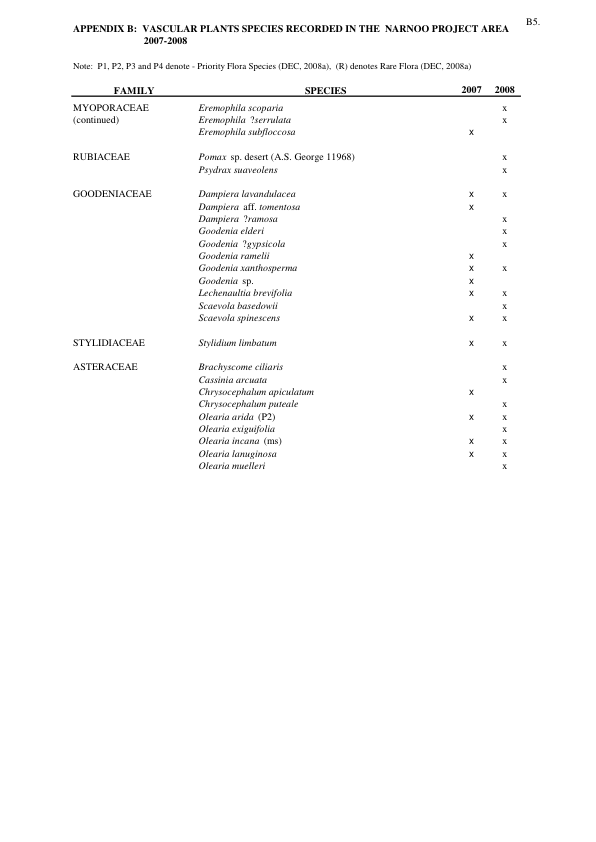 B5.
APPENDIX B: VASCULAR PLANTS SPECIES RECORDED IN THE NARNOO PROJECT AREA
2007-2008
Note: P1, P2, P3 and P4 denote - Priority Flora Species (DEC, 2008a), (R) denotes Rare Flora (DEC, 2008a)
FAMILY SPECIES 2007 2008
MYOPORACEAE Eremophila scoparia x
(continued) Eremophila ?serrulata x
Eremophila subfloccosa x
RUBIACEAE Pomax sp. desert (A.S. George 11968) x
Psydrax suaveolens x
GOODENIACEAE Dampiera lavandulacea x x
Dampiera aff. tomentosa x
Dampiera ?ramosa x
Goodenia elderi x
Goodenia ?gypsicola x
Goodenia ramelii x
Goodenia xanthosperma x x
Goodenia sp. x
Lechenaultia brevifolia x x
Scaevola basedowii x
Scaevola spinescens x x
STYLIDIACEAE Stylidium limbatum x x
ASTERACEAE Brachyscome ciliaris x
Cassinia arcuata x
Chrysocephalum apiculatum x
Chrysocephalum puteale x
Olearia arida (P2) x x
Olearia exiguifolia x
Olearia incana (ms) x x
Olearia lanuginosa x x
Olearia muelleri x